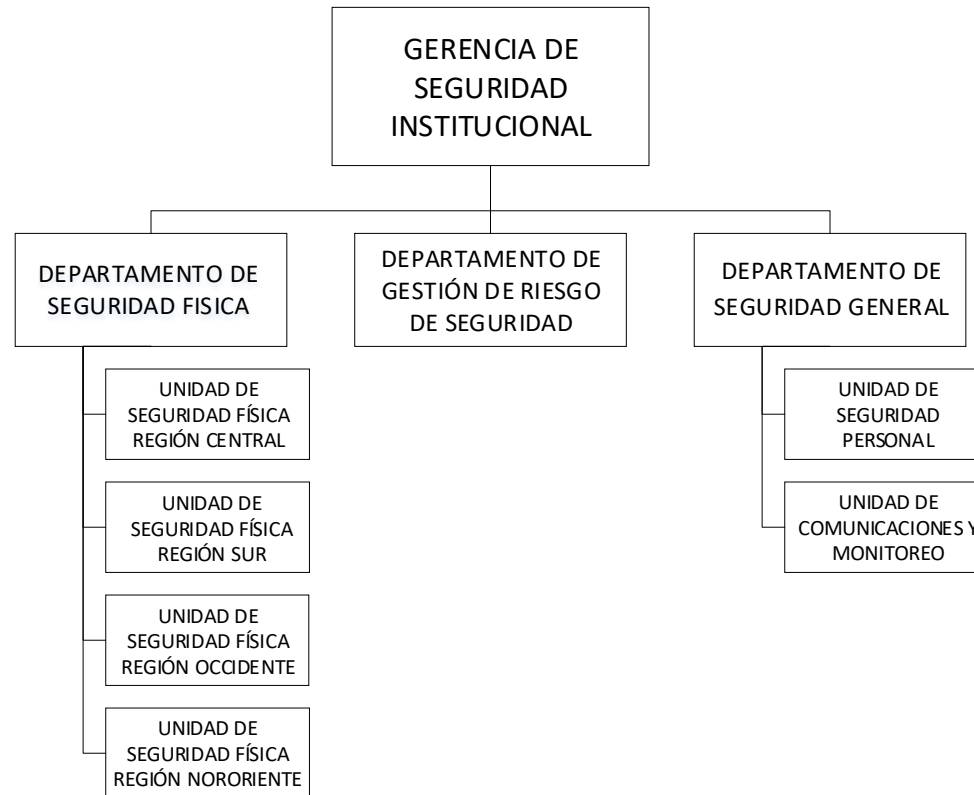 GERENCIA DE
SEGURIDAD
INSTITUCIONAL
DEPARTAMENTO DE
SEGURIDAD FISICA
DEPARTAMENTO DE
GESTIÓN DE RIESGO
DE SEGURIDAD
DEPARTAMENTO DE
SEGURIDAD GENERAL
UNIDAD DE
SEGURIDAD FÍSICA
REGIÓN CENTRAL
UNIDAD DE
SEGURIDAD FÍSICA
REGIÓN SUR
UNIDAD DE
SEGURIDAD FÍSICA
REGIÓN OCCIDENTE
UNIDAD DE
SEGURIDAD FÍSICA
REGIÓN NORORIENTE
UNIDAD DE
SEGURIDAD
PERSONAL
UNIDAD DE
COMUNICACIONES Y
MONITOREO